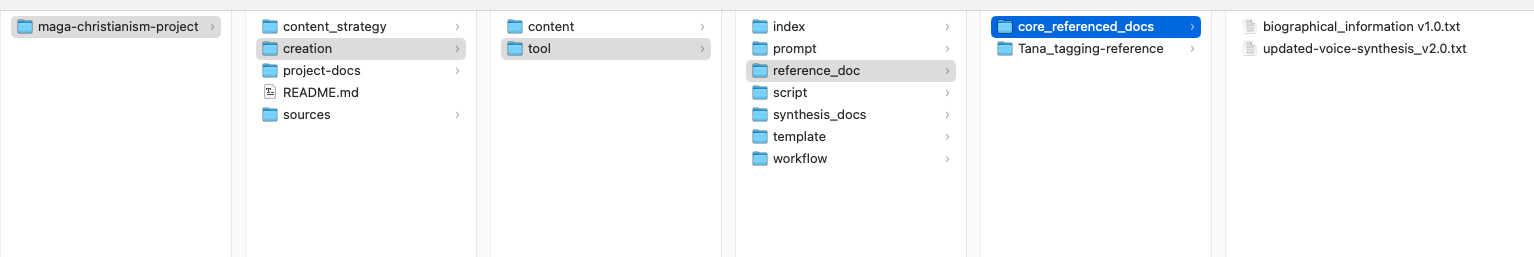 maga-christianism-project
content_strategy
creation
project-docs
README.md
sources
content
tool
index
prompt
reference_doc
script
synthesis_docs
template
workflow
core_referenced_docs
Tana_tagging-reference
biographical_information v1.0.txt
updated-voice-synthesis_v2.0.txt